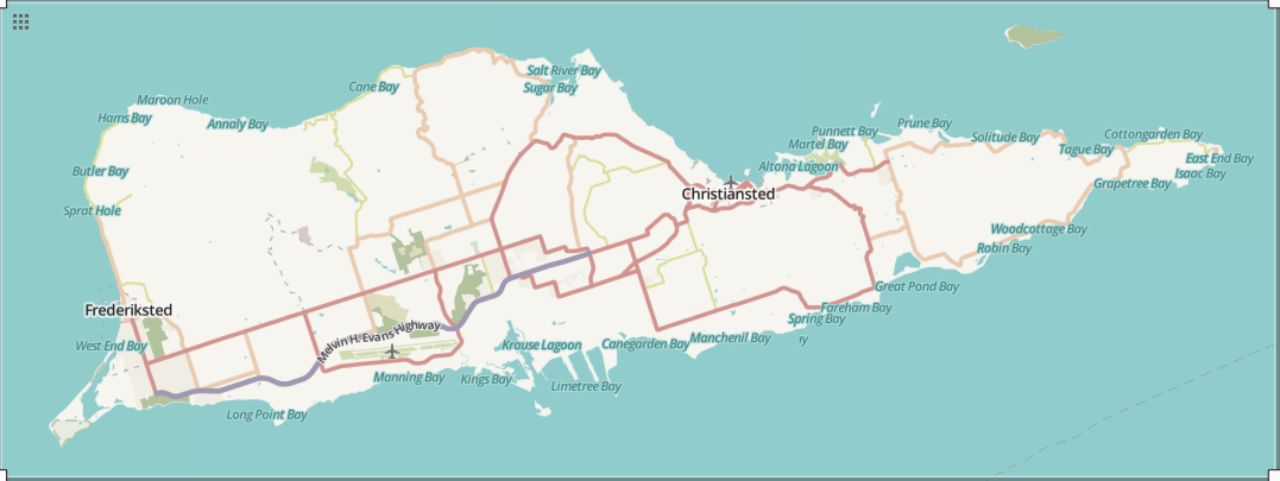 Salt River Bay
Sugar Bay
Cane Bay
Maroon Hole
Hams Bay
Annaly Bay
Prune Bay
Punnett Bay
Solitude Bay
Cottongarden Bay
Martel Bay
Tague Bay
East End Bay
Altona Lagoon
Isaac Bay
Butler Bay
Grapetree Bay
Christiansted
Sprat Hole
Woodcottage Bay
Robin Bay
Great Pond Bay
Frederiksted
Fareham Bay
Spring Bay
Melvin H. Evans Highway
ry
Manchenil Bay
Canegarden Bay
Krause Lagoon
West End Bay
Manning Bay
Kings Bay
Limetree Bay
Long Point Bay